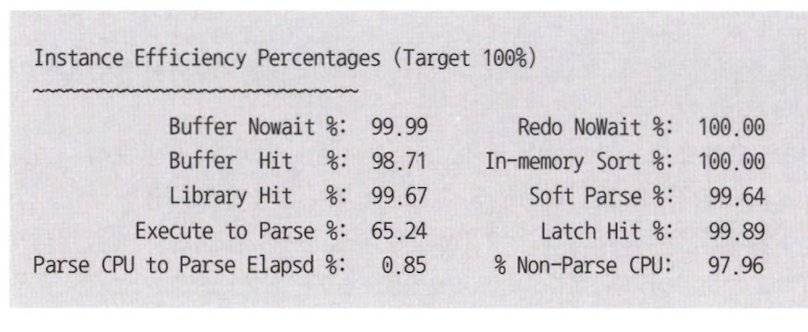 Instance Efficiency Percentages (Target 100%)
~~~~~~~~~~~~~~~~~~~~~~~~~~~~~
Buffer Nowait %: 99.99 Redo NoWait %: 100.00
Buffer Hit %: 98.71 In-memory Sort %: 100.00
Library Hit %: 99.67 Soft Parse %: 99.64
Execute to Parse %: 65.24 Latch Hit %: 99.89
Parse CPU to Parse Elapsd %: 0.85 % Non-Parse CPU: 97.96